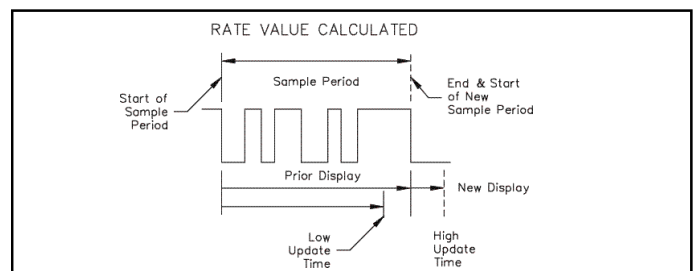 RATE VALUE CALCULATED
Sample Period
Start of
Sample
Period
End & Start
of New
Sample Period
Prior Display
New Display
Low
Update
Time
High
Update
Time